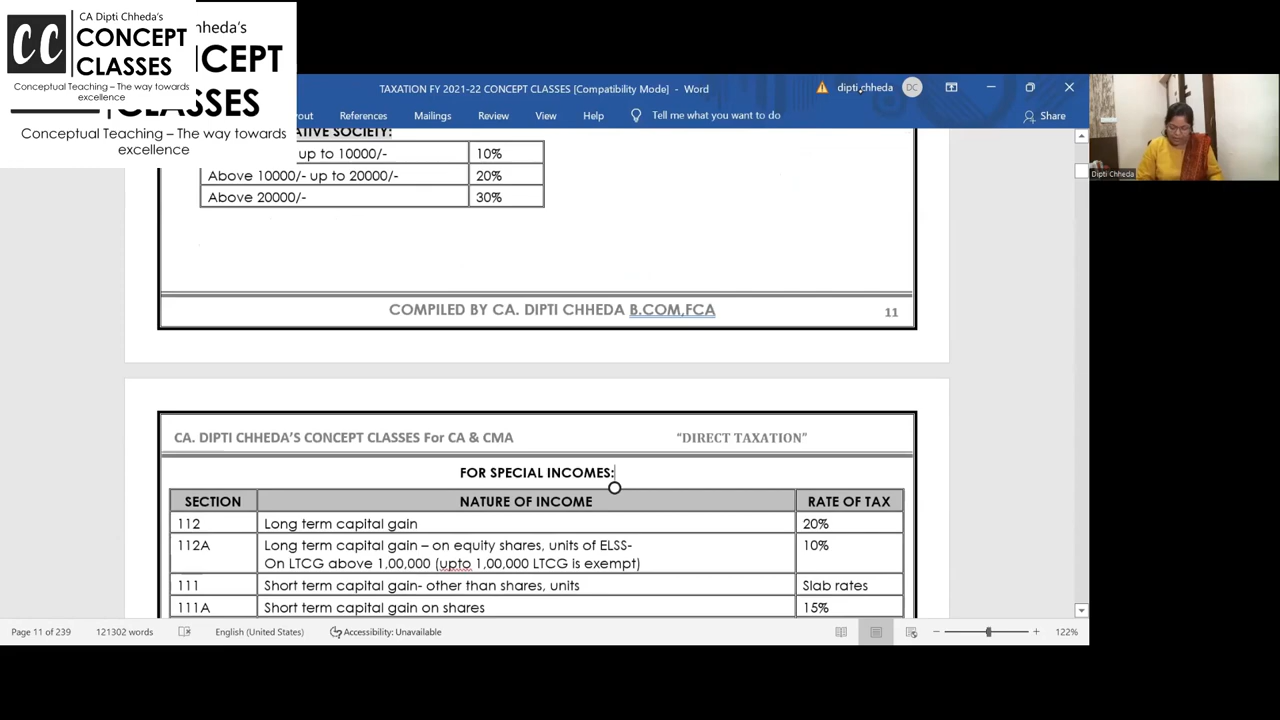 CA Dipti Chheda's
CONCEPT
CLASSES
Conceptual Teaching – The way towards
excellence
hheda's
NCEPT
CLASSES
Conceptual Teaching – The way towards
excellence
TAXATION FY 2021-22 CONCEPT CLASSES [Compatibility Mode] - Word
dipti chheda
DC
References Mailings Review View Help Tell me what you want to do
Share
ATIVE SOCIETY:
up to 10000/- 10%
Above 10000/- up to 20000/- 20%
Above 20000/- 30%
COMPILED BY CA. DIPTI CHHEDA B.COM,FCA 11
CA. DIPTI CHHEDA'S CONCEPT CLASSES For CA & CMA "DIRECT TAXATION"
FOR SPECIAL INCOMES:
SECTION NATURE OF INCOME RATE OF TAX
112 Long term capital gain 20%
112A Long term capital gain – on equity shares, units of ELSS- 10%
On LTCG above 1,00,000 (upto 1,00,000 LTCG is exempt)
111 Short term capital gain- other than shares, units Slab rates
111A Short term capital gain on shares 15%
Page 11 of 239 121302 words English (United States) Accessibility: Unavailable 122%
Dipti Chheda